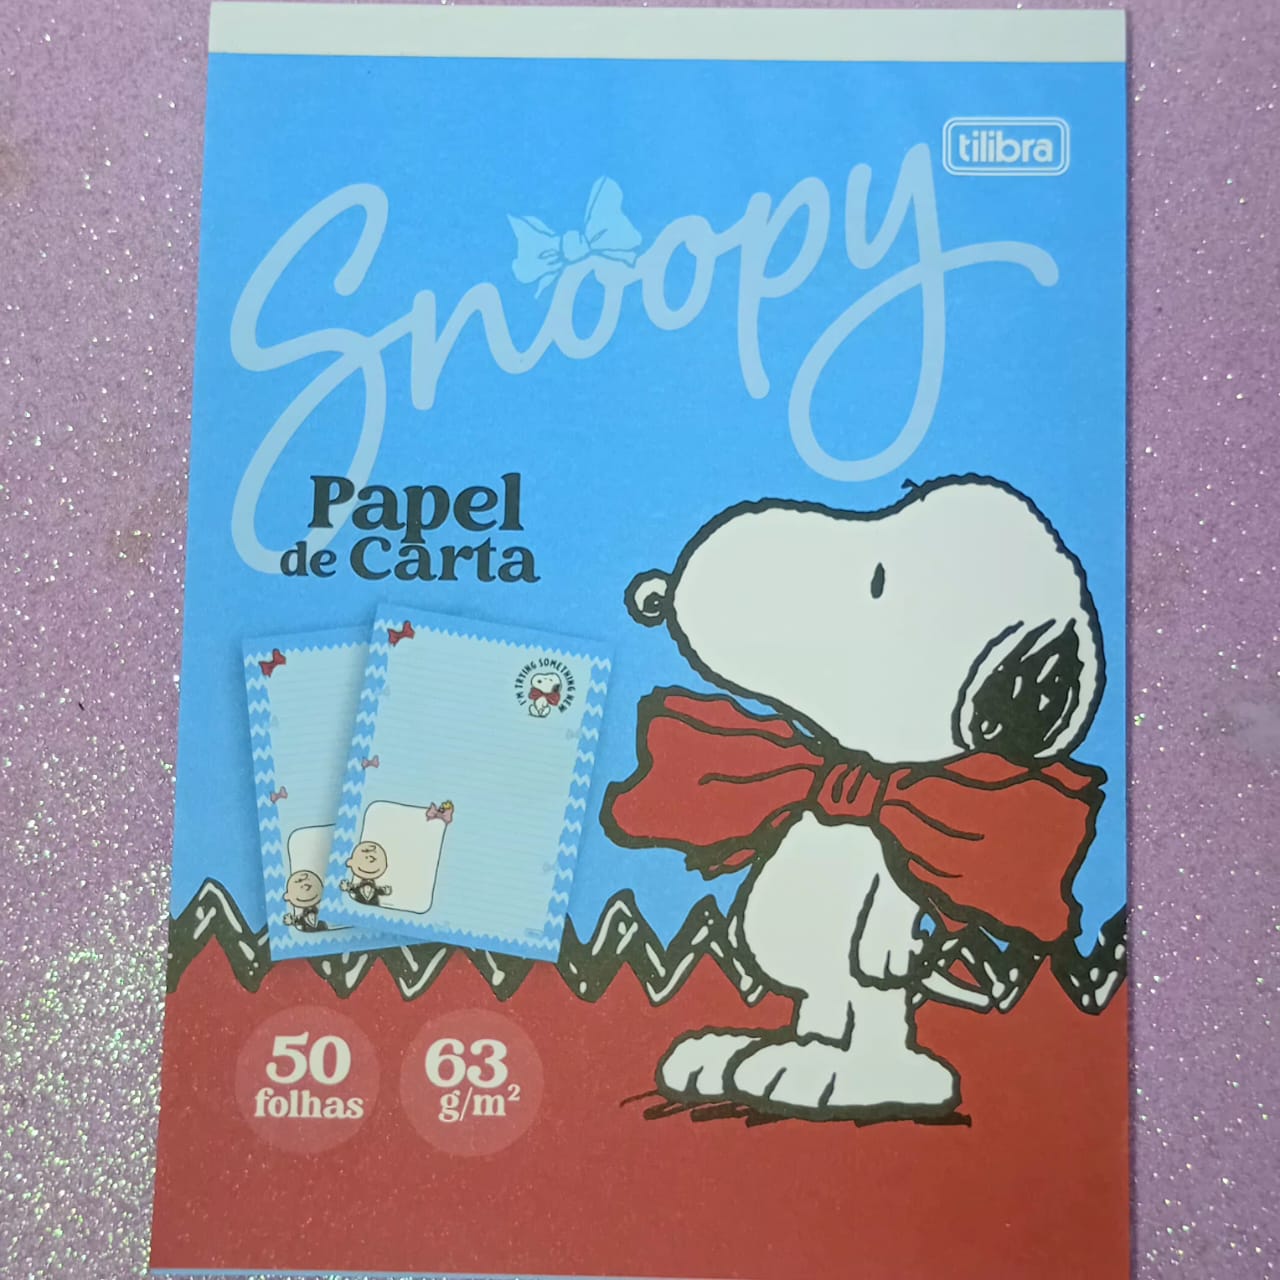 tilibra
Snoopy
Papel
de Carta
I'M TRYING SOMETHING NEW
50
folhas
63
g/m²